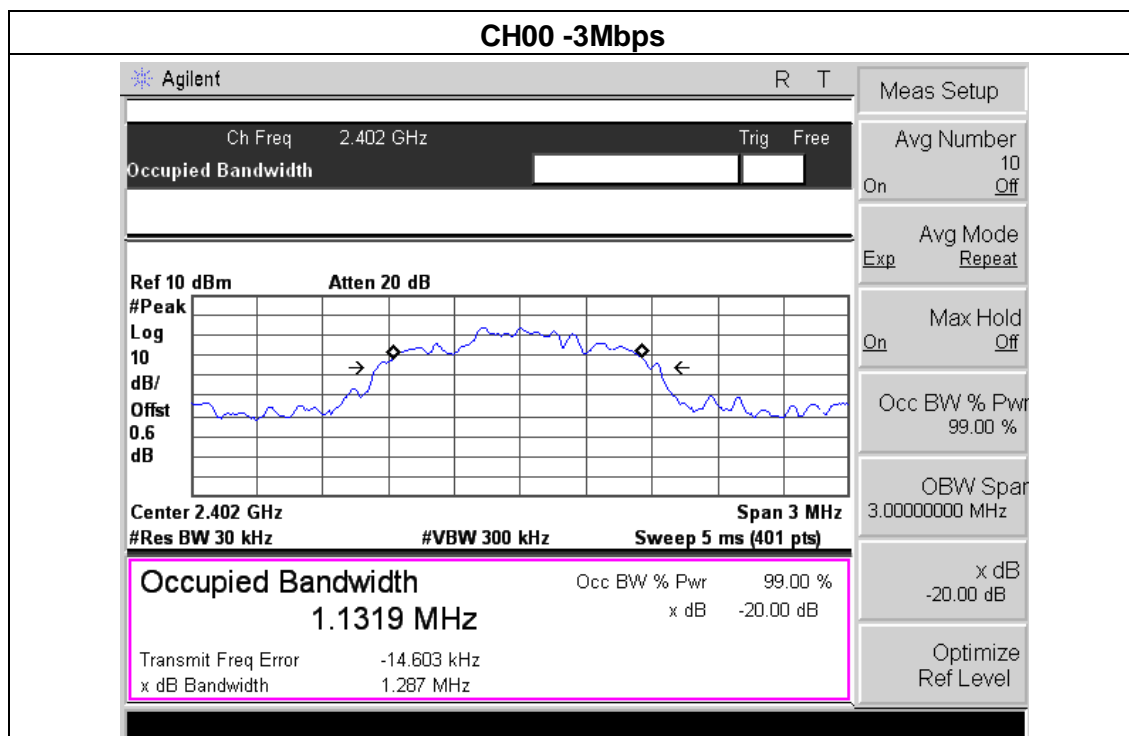 CH00 -3Mbps
Agilent R T
Ch Freq 2.402 GHz Trig Free
Occupied Bandwidth
Ref 10 dBm Atten 20 dB
#Peak
Log
10
dB/
Offst
0.6
dB
Center 2.402 GHz Span 3 MHz
#Res BW 30 kHz #VBW 300 kHz Sweep 5 ms (401 pts)
Occupied Bandwidth Occ BW % Pwr 99.00 %
1.1319 MHz x dB -20.00 dB
Transmit Freq Error -14.603 kHz
x dB Bandwidth 1.287 MHz
Meas Setup
Avg Number
10
On Off
Avg Mode
Exp Repeat
Max Hold
On Off
Occ BW % Pwr
99.00 %
OBW Span
3.00000000 MHz
x dB
-20.00 dB
Optimize
Ref Level